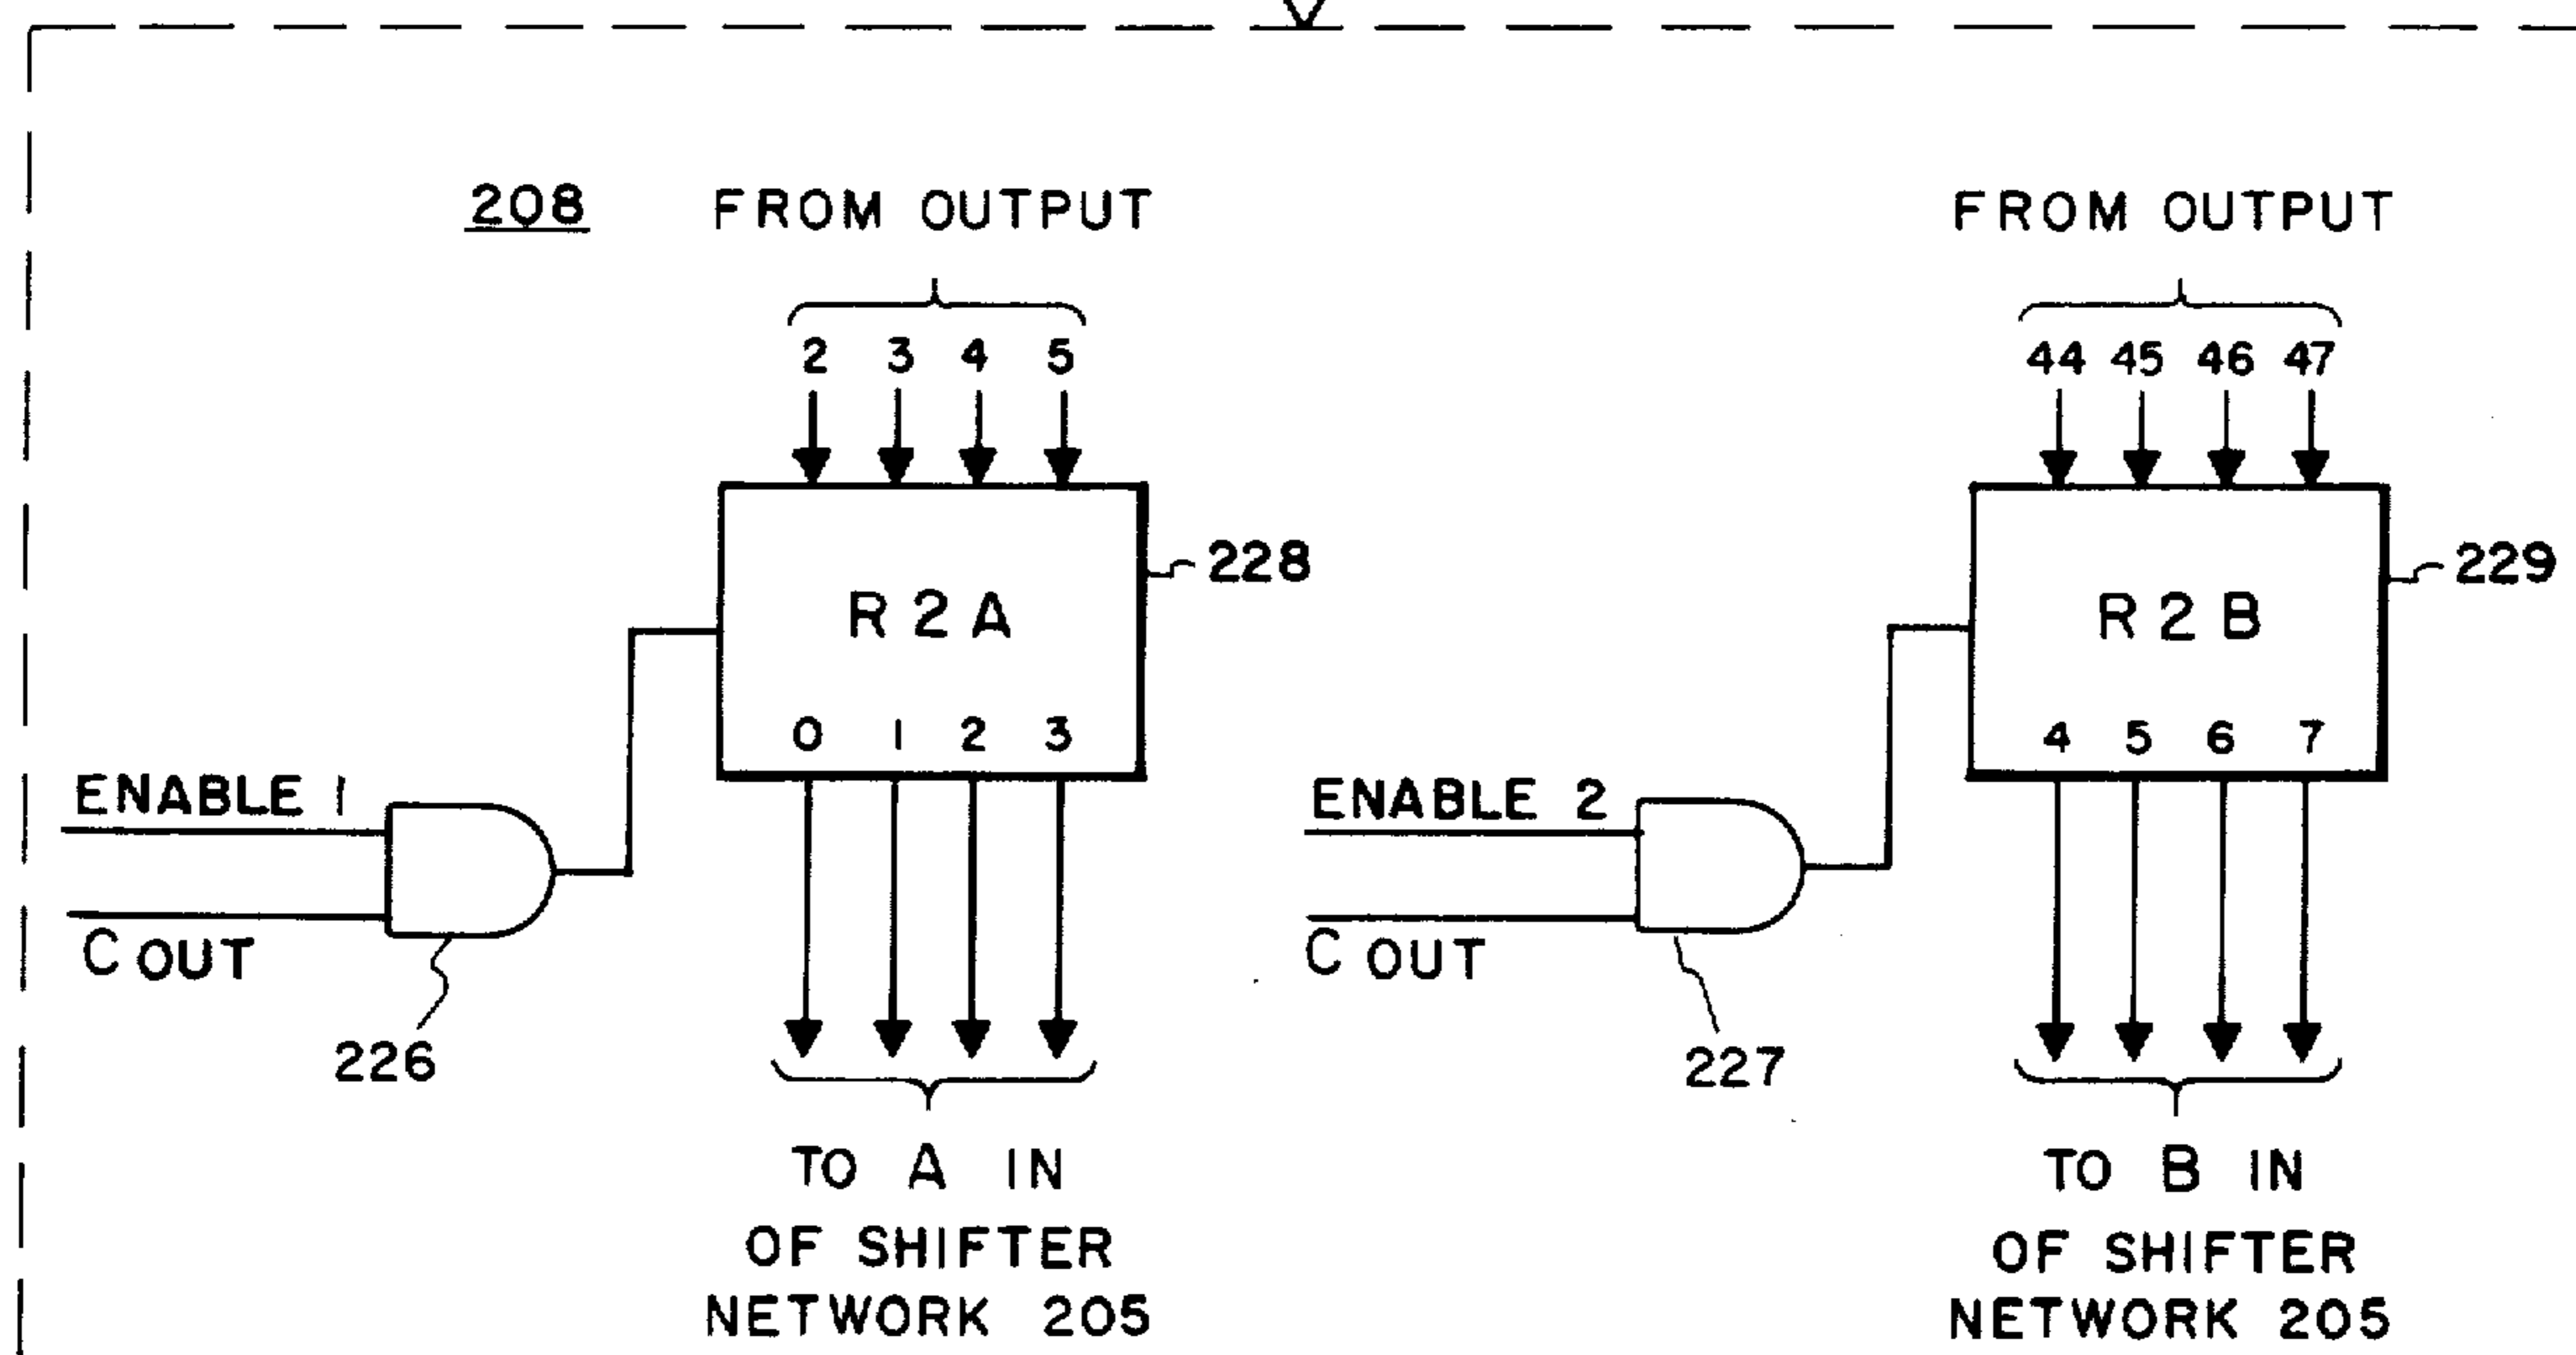 208
FROM OUTPUT
2 3 4 5
R2A
228
0 1 2 3
ENABLE 1
C OUT
226
TO A IN
OF SHIFTER
NETWORK 205
FROM OUTPUT
44 45 46 47
R2B
229
4 5 6 7
ENABLE 2
C OUT
227
TO B IN
OF SHIFTER
NETWORK 205